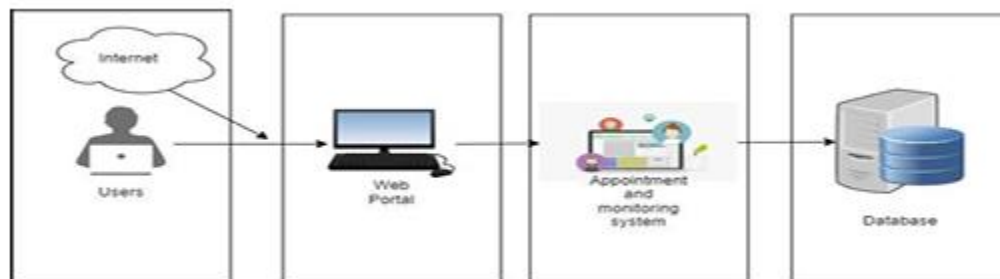 Internet
Users
Web
Portal
Appointment
and
monitoring
system
Database